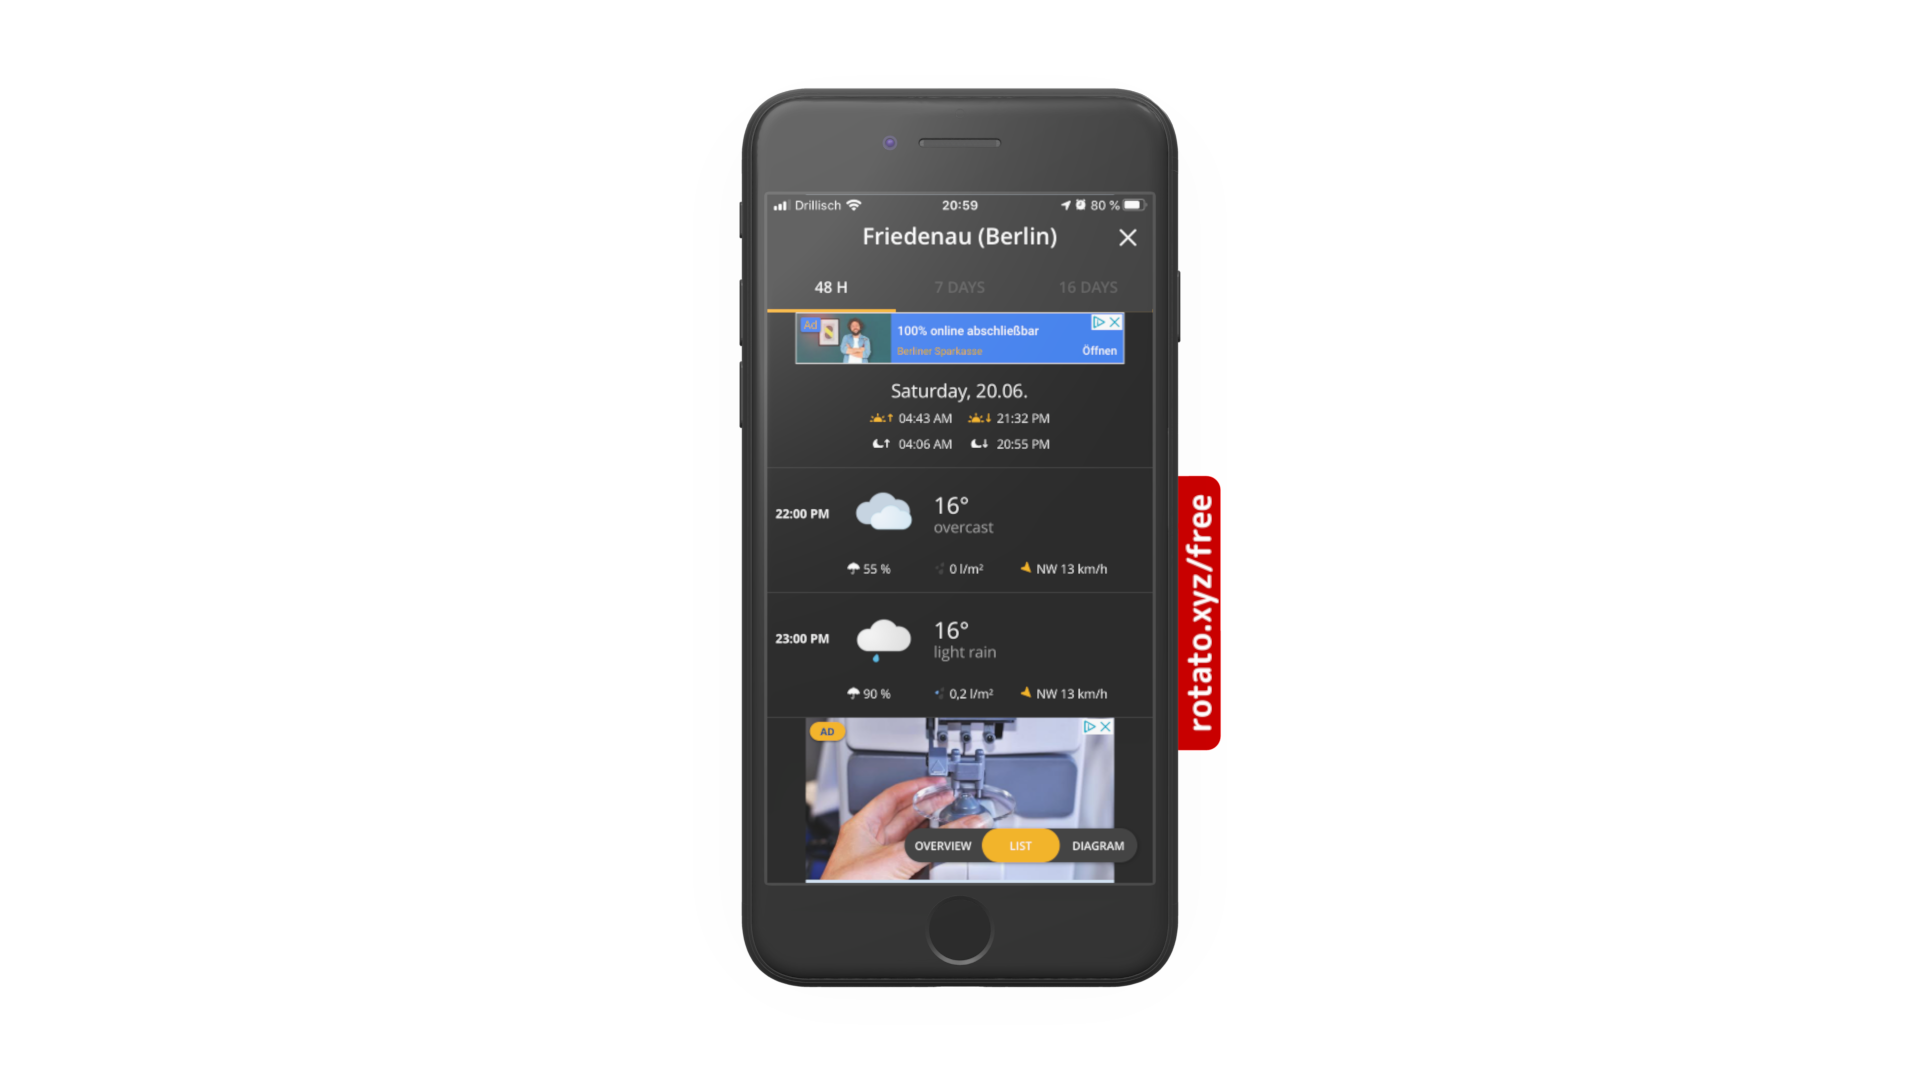 Drillisch
20:59
80 %
Friedenau (Berlin)
48 H
7 DAYS
16 DAYS
Ad
100% online abschließbar
Berliner Sparkasse
Öffnen
Saturday, 20.06.
04:43 AM
21:32 PM
04:06 AM
20:55 PM
22:00 PM
16°
overcast
55 %
0 l/m²
NW 13 km/h
23:00 PM
16°
light rain
90 %
0,2 l/m²
NW 13 km/h
AD
OVERVIEW
LIST
DIAGRAM
rotato.xyz/free